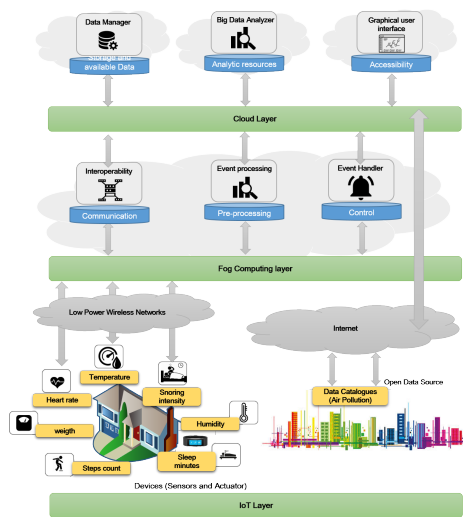 Data Manager
Big Data Analyzer
Graphical user
interface
Storage and
available Data
Analytic resources
Accessibility
Cloud Layer
Interoperability
Event processing
Event Handler
Communication
Pre-processing
Control
Fog Computing layer
Low Power Wireless Networks
Internet
Temperature
Snoring
intensity
Open Data Source
Heart rate
Data Catalogues
(Air Pollution)
Humidity
weigth
Sleep
minutes
Steps count
Devices (Sensors and Actuator)
IoT Layer